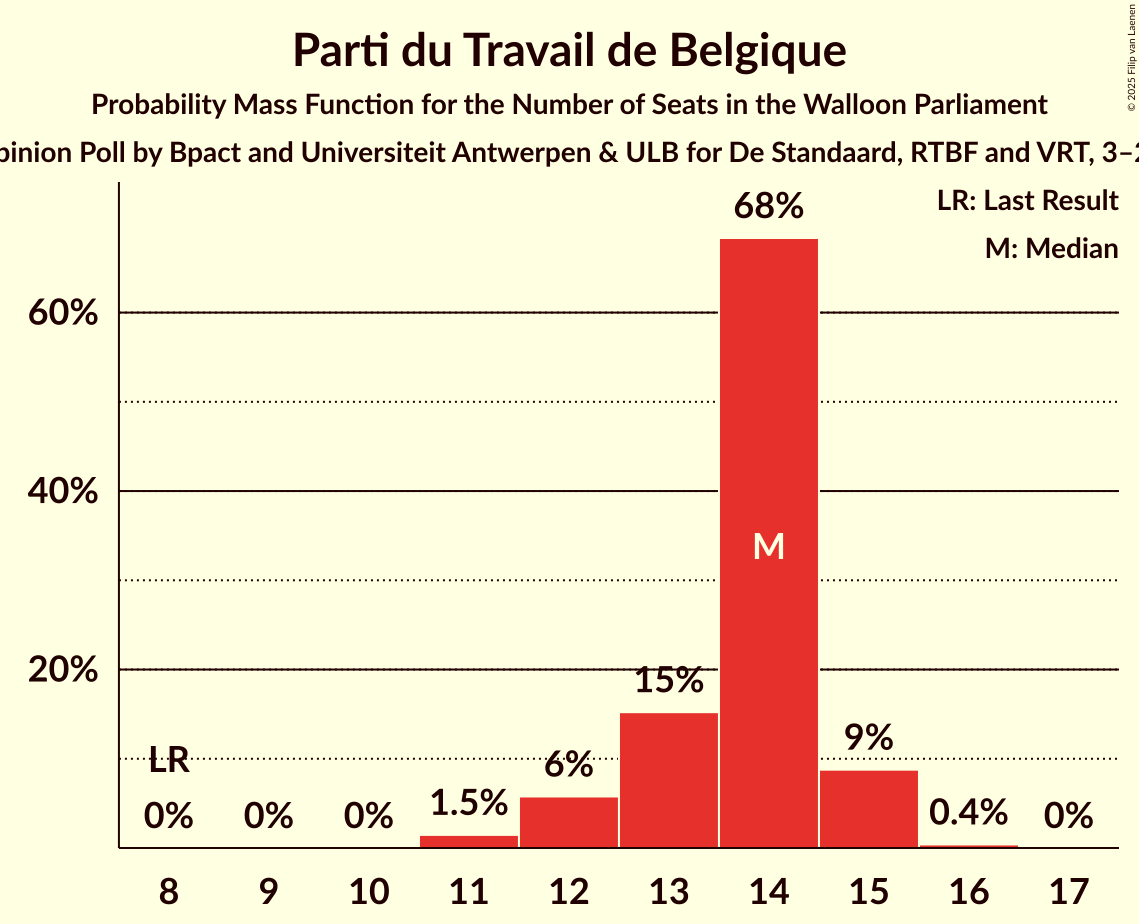 Parti du Travail de Belgique
Probability Mass Function for the Number of Seats in the Walloon Parliament
Poll by Bpact and Universiteit Antwerpen & ULB for De Standaard, RTBF and VRT,
© 2025 Filip van Laenen
LR: Last Result
M: Median
68%
60%
40%
M
20%
15%
9%
LR
6%
1.5%
0.4%
0% 0% 0% 0%
8 9 10 11 12 13 14 15 16 17